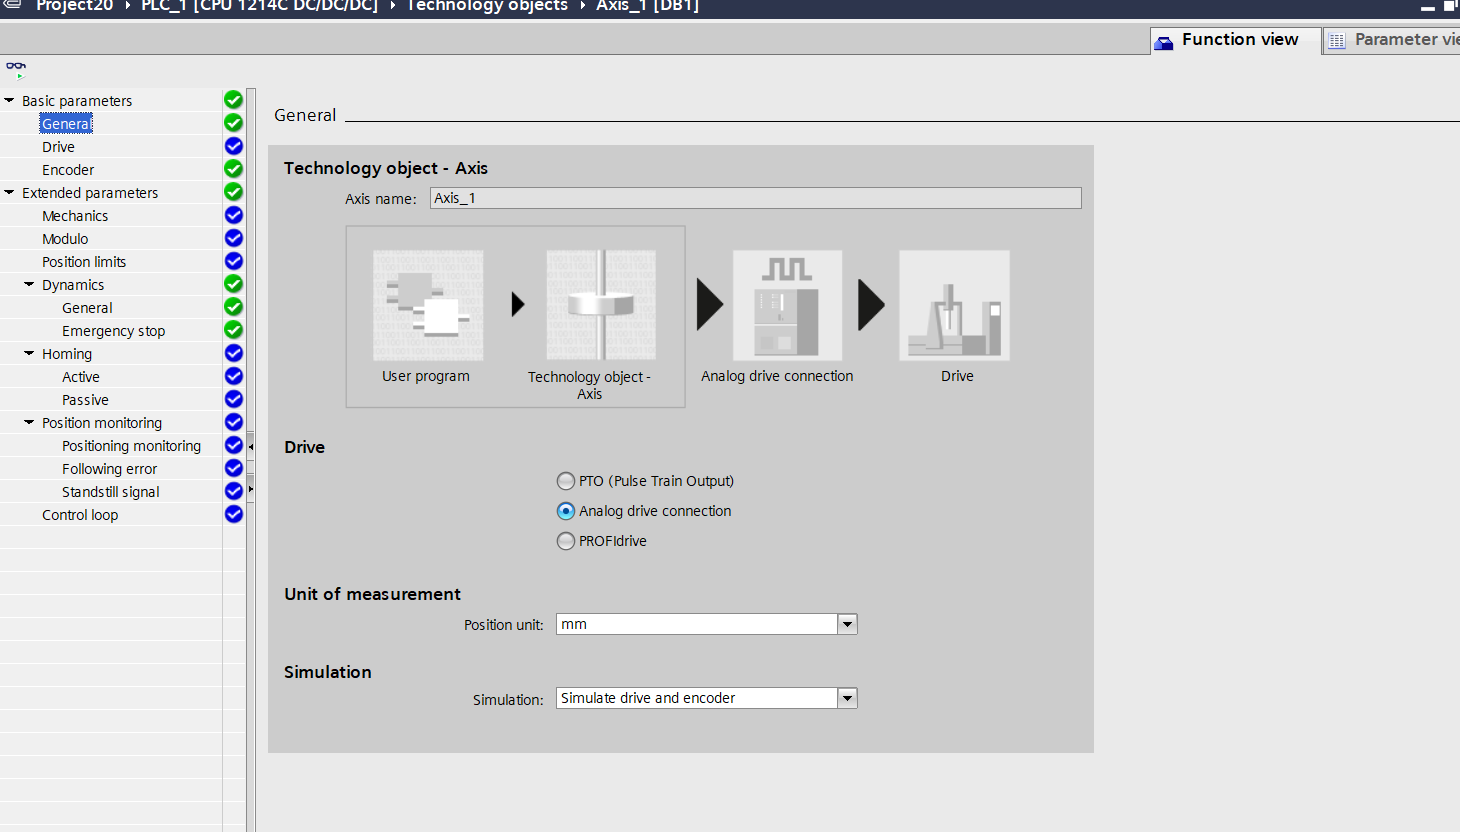 Project20 PLC_1 [CPU 1214C DC/DC/DC] Technology objects Axis_1 [DB1]
Function view
Parameter
Basic parameters
General
Drive
Encoder
Extended parameters
Mechanics
Modulo
Position limits
Dynamics
General
Emergency stop
Homing
Active
Passive
Position monitoring
Positioning monitoring
Following error
Standstill signal
Control loop
General
Technology object - Axis
Axis name: Axis_1
User program
Technology object -
Axis
Analog drive connection
Drive
Drive
PTO (Pulse Train Output)
Analog drive connection
PROFIdrive
Unit of measurement
Position unit: mm
Simulation
Simulation: Simulate drive and encoder